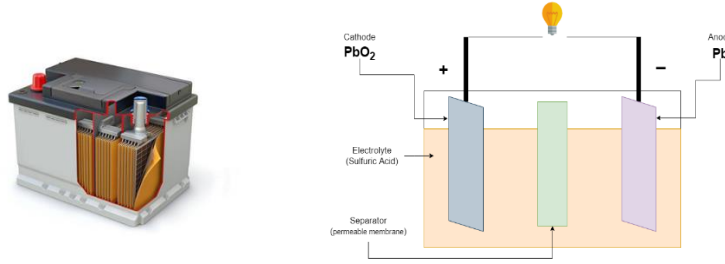 Cathode
PbO₂
+
−
Anod
Pb
Electrolyte
(Sulfuric Acid)
Separator
(permeable membrane)